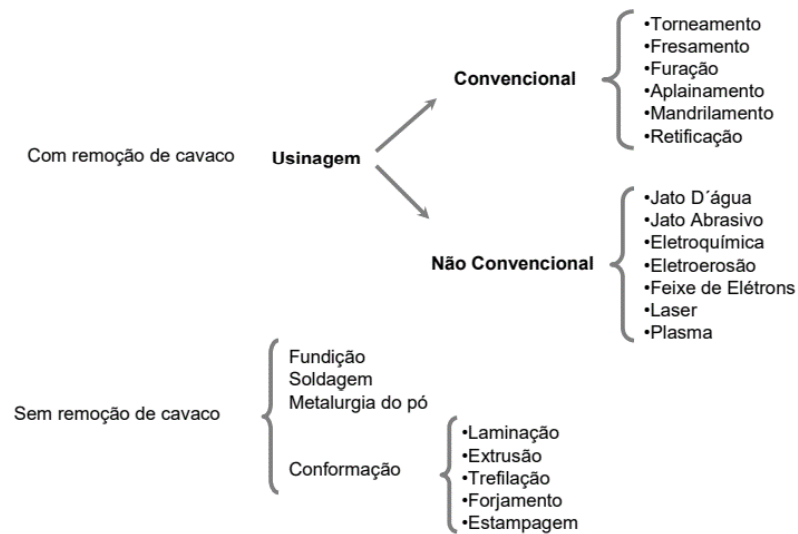 Com remoção de cavaco
Usinagem
Convencional
•Torneamento
•Fresamento
•Furação
•Aplainamento
•Mandrilamento
•Retificação
Não Convencional
•Jato D´água
•Jato Abrasivo
•Eletroquímica
•Eletroerosão
•Feixe de Elétrons
•Laser
•Plasma
Sem remoção de cavaco
Fundição
Soldagem
Metalurgia do pó
Conformação
•Laminação
•Extrusão
•Trefilação
•Forjamento
•Estampagem